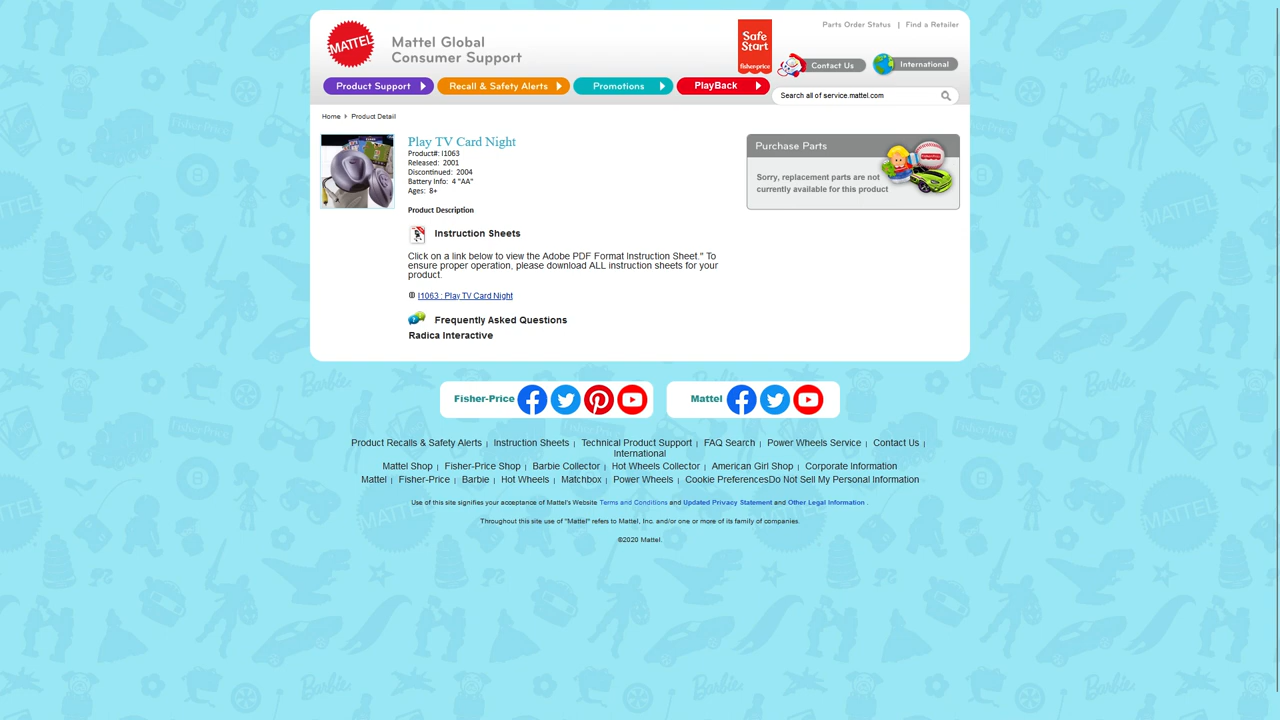 MATTEL
Mattel Global
Consumer Support
Safe
Start
fisher-price
Parts Order Status | Find a Retailer
Contact Us
International
Product Support
Recall & Safety Alerts
Promotions
PlayBack
Search all of service.mattel.com
Home Product Detail
Play TV Card Night
Product#: I1063
Released: 2001
Discontinued: 2004
Battery Info: 4 "AA"
Ages: 8+
Product Description
Instruction Sheets
Click on a link below to view the Adobe PDF Format Instruction Sheet." To
ensure proper operation, please download ALL instruction sheets for your
product.
I1063 : Play TV Card Night
Frequently Asked Questions
Radica Interactive
Purchase Parts
Sorry, replacement parts are not
currently available for this product
Fisher-Price
Mattel
Product Recalls & Safety Alerts | Instruction Sheets | Technical Product Support | FAQ Search | Power Wheels Service | Contact Us |
International
Mattel Shop | Fisher-Price Shop | Barbie Collector | Hot Wheels Collector | American Girl Shop | Corporate Information
Mattel | Fisher-Price | Barbie | Hot Wheels | Matchbox | Power Wheels | Cookie PreferencesDo Not Sell My Personal Information
Use of this site signifies your acceptance of Mattel's Website Terms and Conditions and Updated Privacy Statement and Other Legal Information .
Throughout this site use of "Mattel" refers to Mattel, Inc. and/or one or more of its family of companies.
©2020 Mattel.